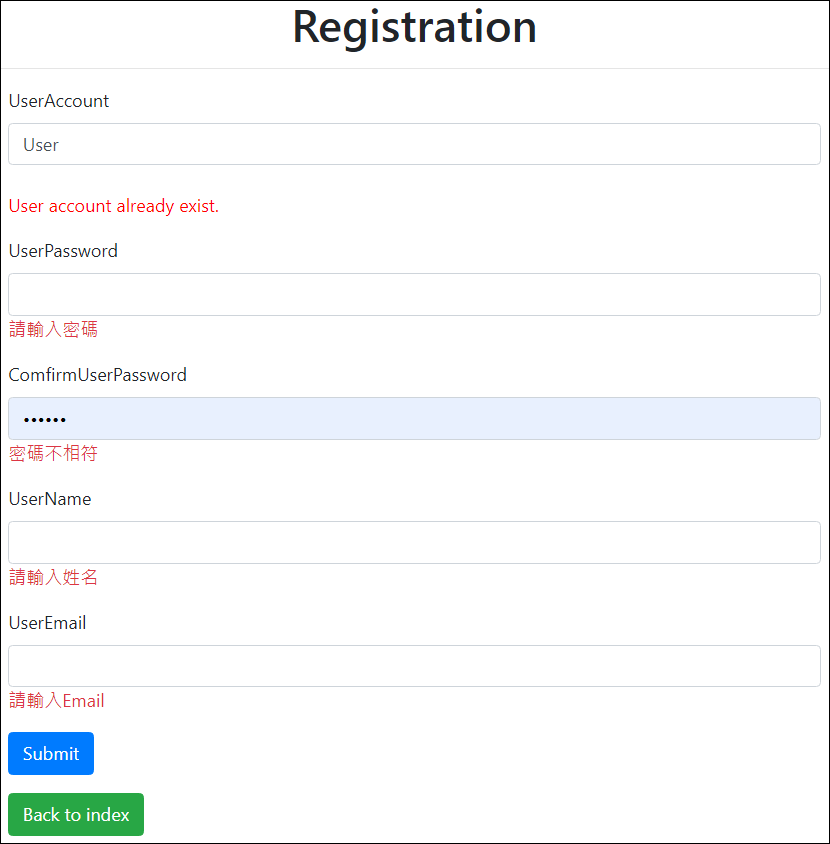 Registration
UserAccount
User
User account already exist.
UserPassword
請輸入密碼
ComfirmUserPassword
••••••
密碼不相符
UserName
請輸入姓名
UserEmail
請輸入Email
Submit
Back to index